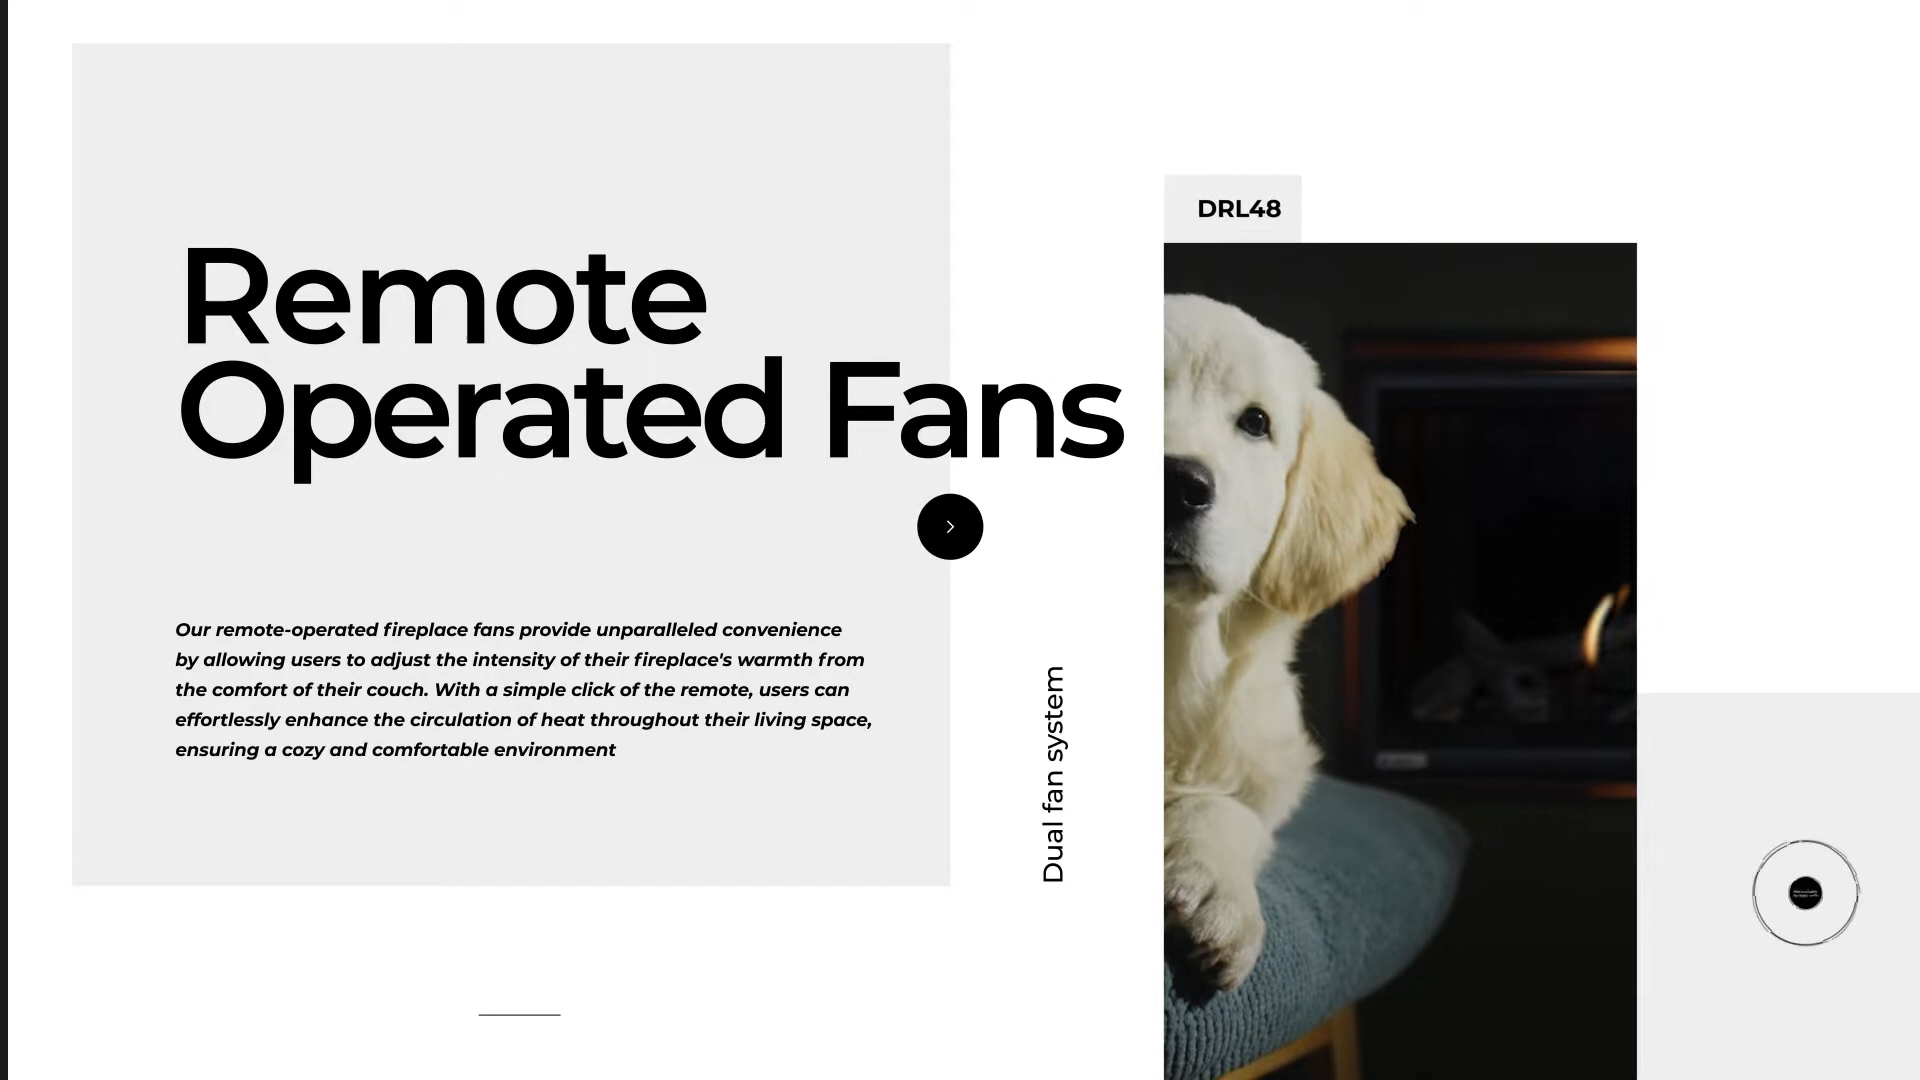 Remote
Operated Fans
Our remote-operated fireplace fans provide unparalleled convenience
by allowing users to adjust the intensity of their fireplace's warmth from
the comfort of their couch. With a simple click of the remote, users can
effortlessly enhance the circulation of heat throughout their living space,
ensuring a cozy and comfortable environment
Dual fan system
DRL48